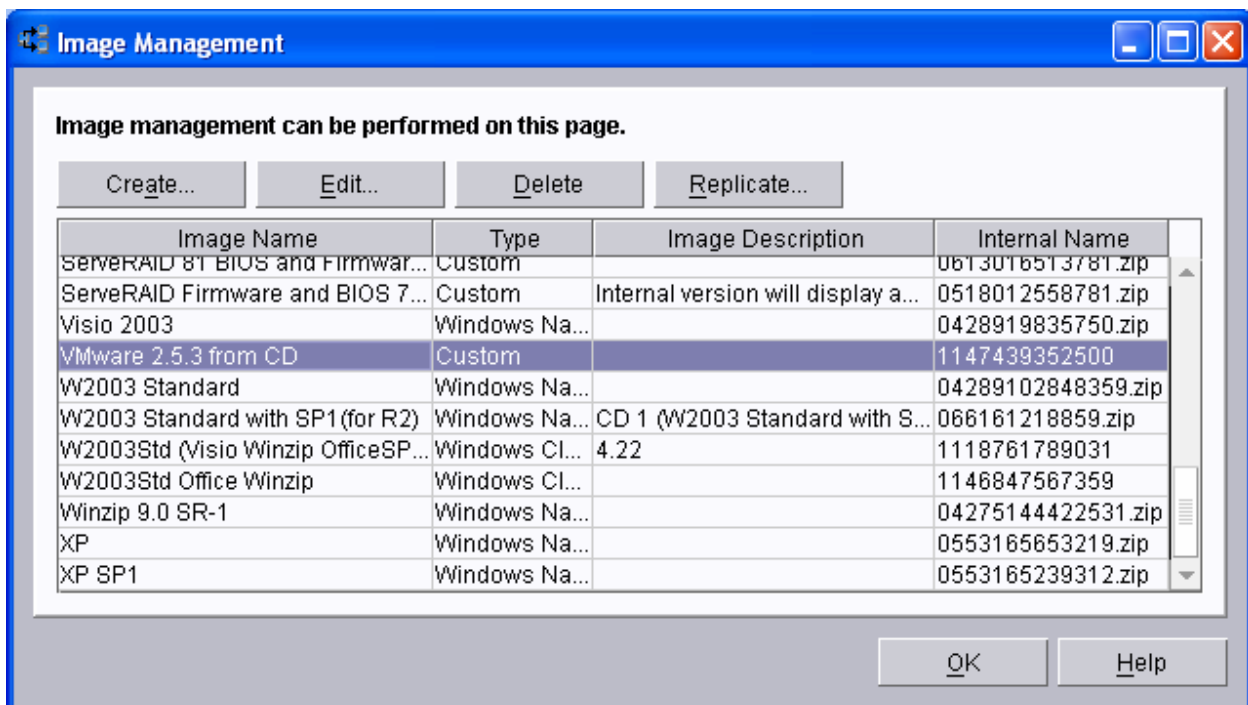 Image Management
Image management can be performed on this page.
Create... Edit... Delete Replicate...
Image Name Type Image Description Internal Name
ServeRAID 81 BIOS and Firmwar... Custom 0613016513781.zip
ServeRAID Firmware and BIOS 7... Custom Internal version will display a... 0518012558781.zip
Visio 2003 Windows Na... 0428919835750.zip
VMware 2.5.3 from CD Custom 1147439352500
W2003 Standard Windows Na... 04289102848359.zip
W2003 Standard with SP1(for R2) Windows Na... CD 1 (W2003 Standard with S... 066161218859.zip
W2003Std (Visio Winzip OfficeSP... Windows Cl... 4.22 1118761789031
W2003Std Office Winzip Windows Cl... 1146847567359
Winzip 9.0 SR-1 Windows Na... 04275144422531.zip
XP Windows Na... 0553165653219.zip
XP SP1 Windows Na... 0553165239312.zip
OK Help